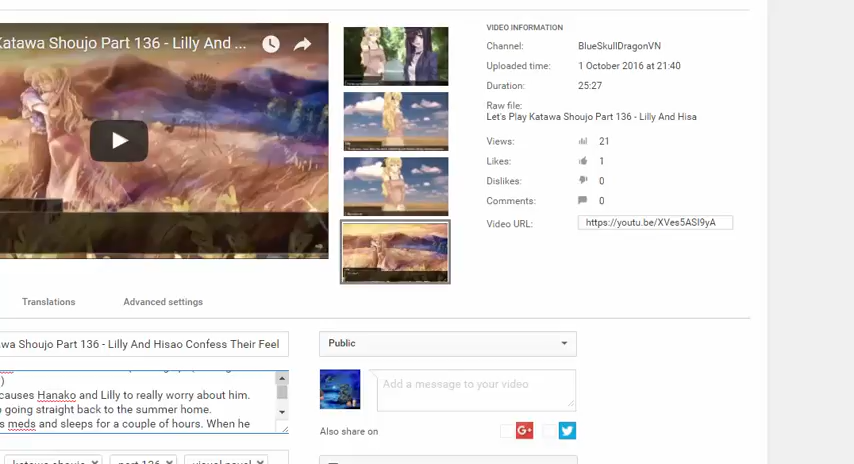 Katawa Shoujo Part 136 - Lilly And ...
VIDEO INFORMATION
Channel: BlueSkullDragonVN
Uploaded time: 1 October 2016 at 21:40
Duration: 25:27
Raw file:
Let's Play Katawa Shoujo Part 136 - Lilly And Hisa
Views: 21
Likes: 1
Dislikes: 0
Comments: 0
Video URL: https://youtu.be/XVes5ASI9yA
Translations Advanced settings
wa Shoujo Part 136 - Lilly And Hisao Confess Their Feel
Public
)
causes Hanako and Lilly to really worry about him.
going straight back to the summer home.
s meds and sleeps for a couple of hours. When he
Add a message to your video
Also share on
katawa shoujo part 136 visual novel